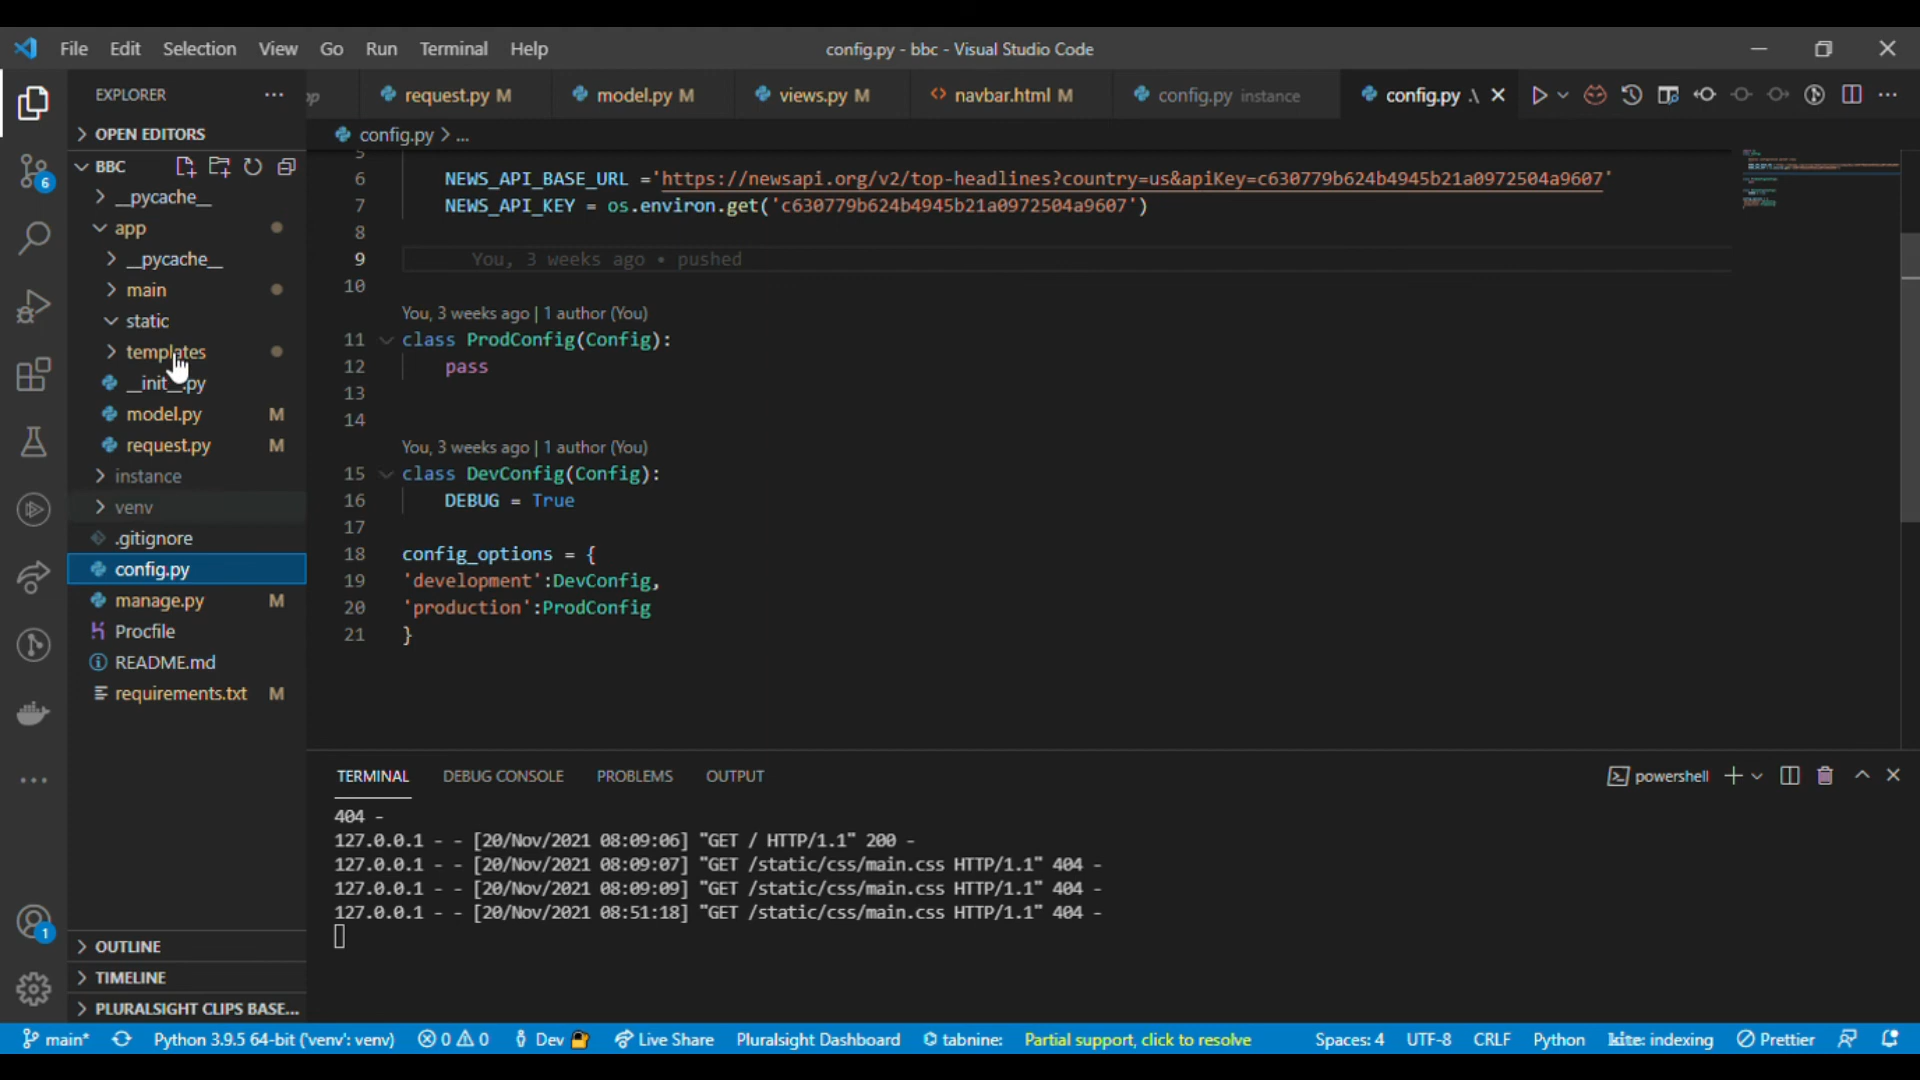 File Edit Selection View Go Run Terminal Help
config.py - bbc - Visual Studio Code
EXPLORER
request.py M
model.py M
views.py M
navbar.html M
config.py instance
config.py .\
OPEN EDITORS
config.py > ...
BBC
__pycache__
app
__pycache__
main
static
templates
__init__.py
model.py M
request.py M
instance
venv
.gitignore
config.py
manage.py M
Procfile
README.md
requirements.txt M
OUTLINE
TIMELINE
PLURALSIGHT CLIPS BASE...
6
1
5
6 NEWS_API_BASE_URL ='https://newsapi.org/v2/top-headlines?country=us&apiKey=c630779b624b4945b21a0972504a9607'
7 NEWS_API_KEY = os.environ.get('c630779b624b4945b21a0972504a9607')
8
9 You, 3 weeks ago • pushed
10
You, 3 weeks ago | 1 author (You)
11 class ProdConfig(Config):
12 pass
13
14
You, 3 weeks ago | 1 author (You)
15 class DevConfig(Config):
16 DEBUG = True
17
18 config_options = {
19 'development':DevConfig,
20 'production':ProdConfig
21 }
TERMINAL DEBUG CONSOLE PROBLEMS OUTPUT
powershell
404 -
127.0.0.1 - - [20/Nov/2021 08:09:06] "GET / HTTP/1.1" 200 -
127.0.0.1 - - [20/Nov/2021 08:09:07] "GET /static/css/main.css HTTP/1.1" 404 -
127.0.0.1 - - [20/Nov/2021 08:09:09] "GET /static/css/main.css HTTP/1.1" 404 -
127.0.0.1 - - [20/Nov/2021 08:51:18] "GET /static/css/main.css HTTP/1.1" 404 -
main* Python 3.9.5 64-bit ('venv': venv) 0 0 Dev Live Share Pluralsight Dashboard tabnine: Partial support, click to resolve Spaces: 4 UTF-8 CRLF Python kite: indexing Prettier